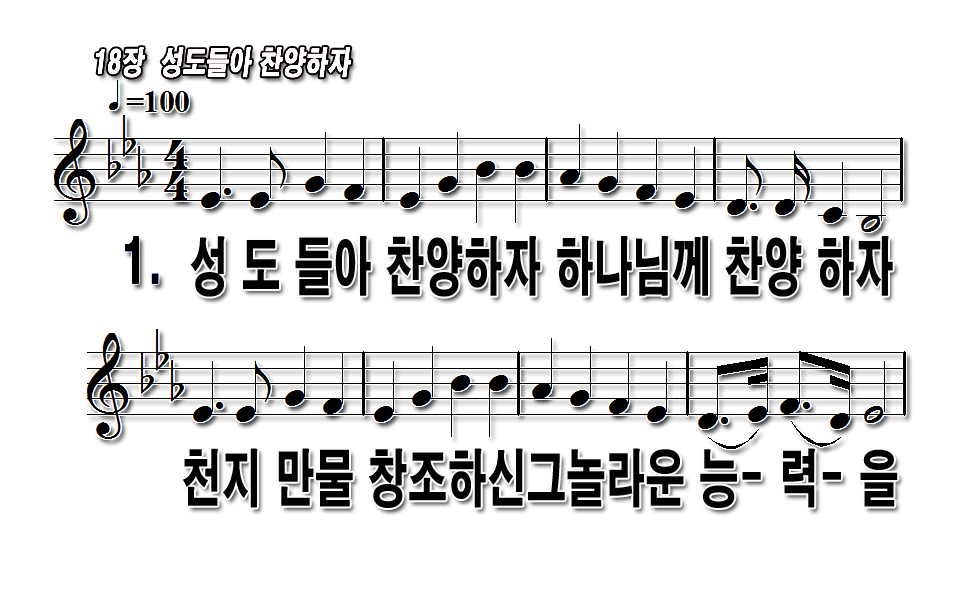 18장 성도들아 찬양하자
♩=100
4
4
1. 성 도 들아 찬양하자 하나님께 찬양 하자
천지 만물 창조하신그놀라운 능- 력- 을